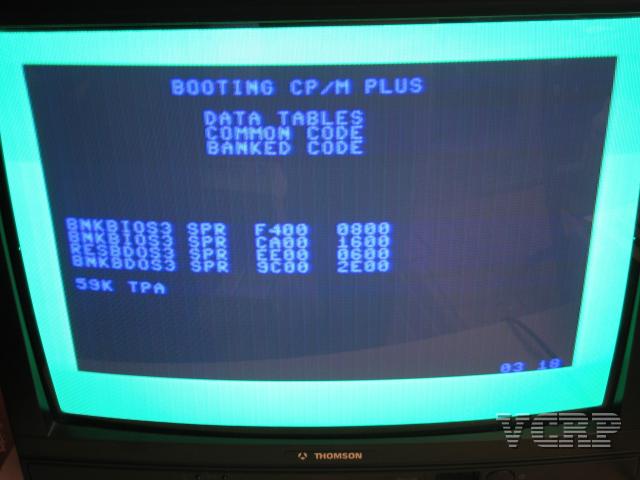 BOOTING CP/M PLUS
DATA TABLES
COMMON CODE
BANKED CODE
BNKBIOS3 SPR F400 0800
BNKBIOS3 SPR CA00 1600
RESBDOS3 SPR EE00 0600
BNKBDOS3 SPR 9C00 2E00
59K TPA
03 18
VCRP
THOMSON